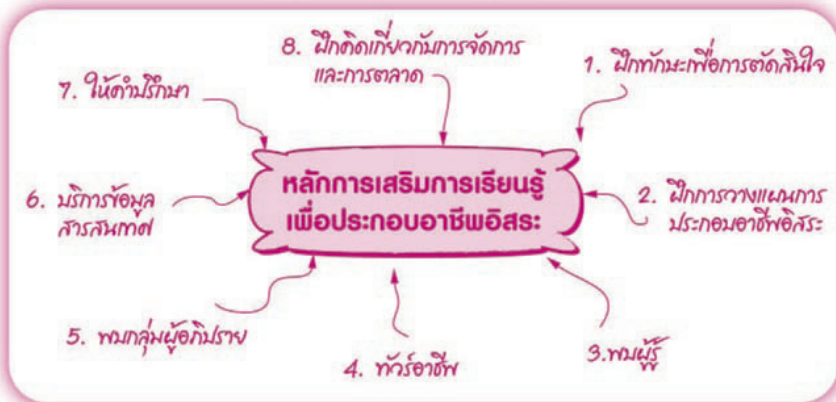 8. ฝึกคิดเกี่ยวกับการจัดการ
และการตลาด
1. ฝึกทักษะเพื่อการตัดสินใจ
7. ให้คำปรึกษา
หลักการเสริมการเรียนรู้
เพื่อประกอบอาชีพอิสระ
2. ฝึกการวางแผนการ
ประกอบอาชีพอิสระ
6. บริการข้อมูล
สารสนเทศ
5. พบกลุ่มผู้อภิปราย
4. ทัวร์อาชีพ
3.พบผู้รู้